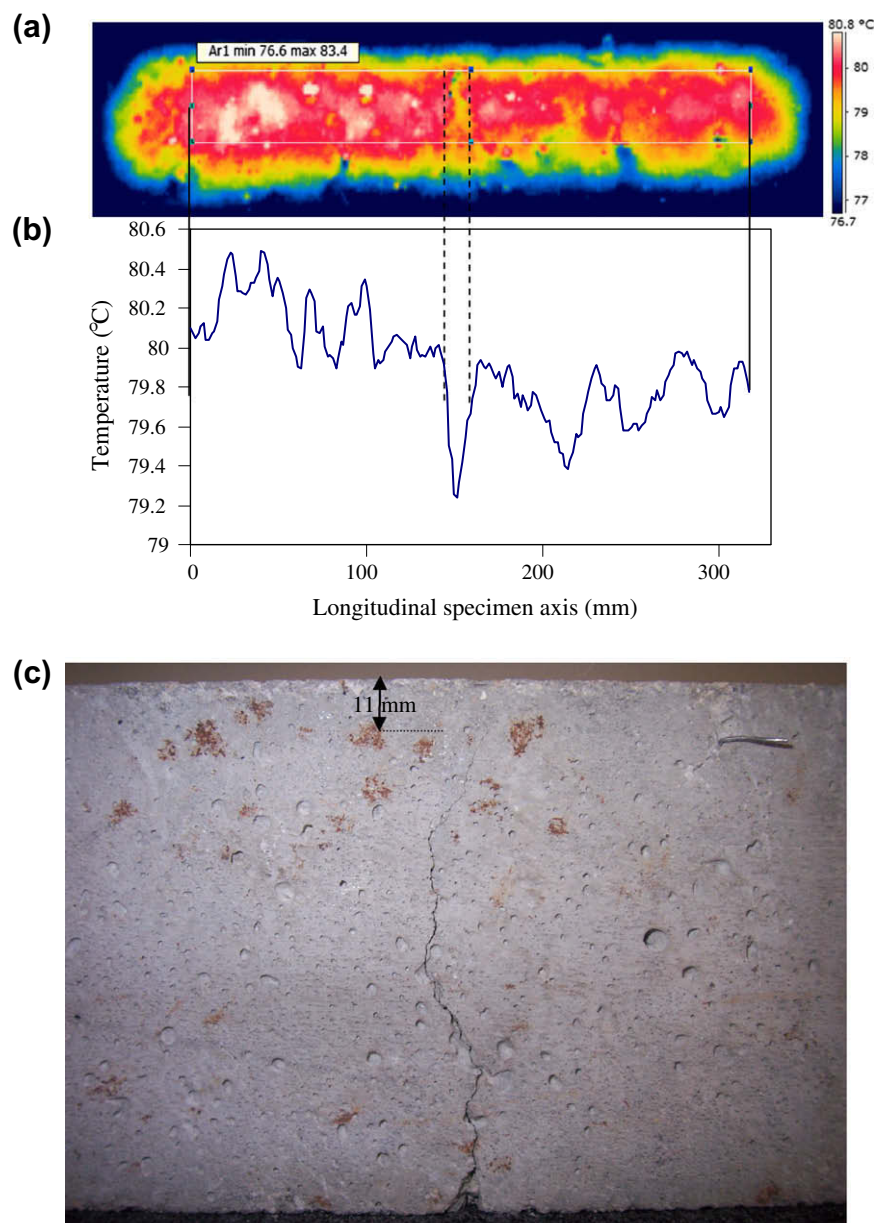 (a)
Ar1 min 76.6 max 83.4
80.8 °C
80
79
78
77
76.7
(b)
80.6
80.4
80.2
80
79.8
79.6
79.4
79.2
79
Temperature (°C)
0 100 200 300
Longitudinal specimen axis (mm)
(c)
11 mm